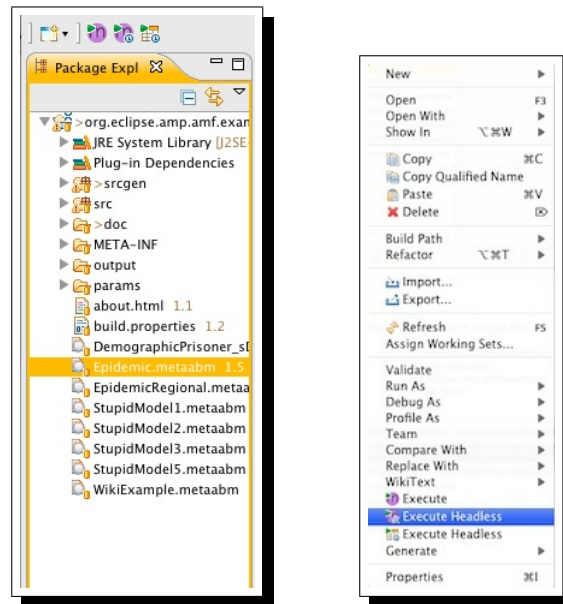 Package Expl
>org.eclipse.amp.amf.exan
JRE System Library [J2SE-
Plug-in Dependencies
>srcgen
src
>doc
META-INF
output
params
about.html 1.1
build.properties 1.2
DemographicPrisoner_sD
Epidemic.metaabm 1.5
EpidemicRegional.metaa
StupidModel1.metaabm
StupidModel2.metaabm
StupidModel3.metaabm
StupidModel5.metaabm
WikiExample.metaabm
New
Open F3
Open With
Show In ⌥⌘W
Copy ⌘C
Copy Qualified Name
Paste ⌘V
Delete ⌦
Build Path
Refactor ⌥⌘T
Import...
Export...
Refresh F5
Assign Working Sets...
Validate
Run As
Debug As
Profile As
Team
Compare With
Replace With
WikiText
Execute
Execute Headless
Execute Headless
Generate
Properties ⌘I